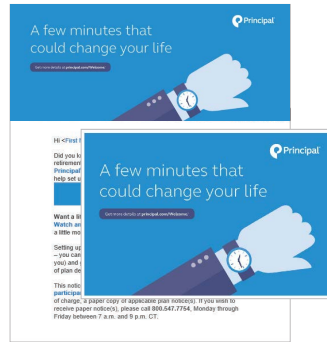 Principal
A few minutes that
could change your life
Get more details at principal.com/Welcome
Hi <First
Did you
retirement
Principal
help set u
Want a li
Watch an
a little mo
Setting up
– you can
you) and
of plan de
This notic
participa
of charge, a paper copy of applicable plan notice(s). If you wish to
receive paper notice(s), please call 800.547.7754, Monday through
Friday between 7 a.m. and 9 p.m. CT.
Principal
A few minutes that
could change your life
Get more details at principal.com/Welcome